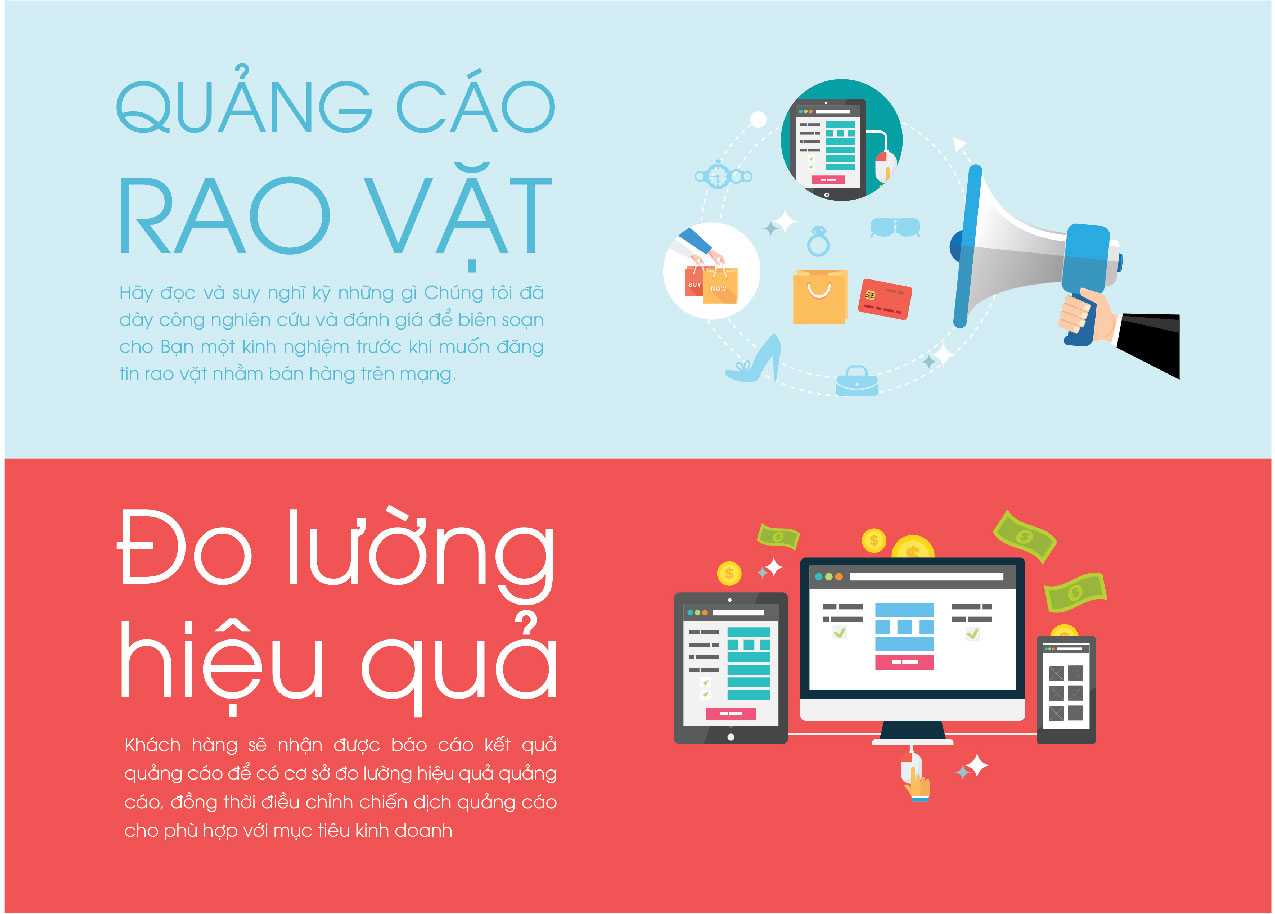 QUẢNG CÁO
RAO VẶT
Hãy đọc và suy nghĩ kỹ những gì Chúng tôi đã
dày công nghiên cứu và đánh giá để biên soạn
cho Bạn một kinh nghiệm trước khi muốn đăng
tin rao vặt nhằm bán hàng trên mạng.
BUY
NOW
Đo lường
hiệu quả
Khách hàng sẽ nhận được báo cáo kết quả
quảng cáo để có cơ sở đo lường hiệu quả quảng
cáo, đồng thời điều chỉnh chiến dịch quảng cáo
cho phù hợp với mục tiêu kinh doanh